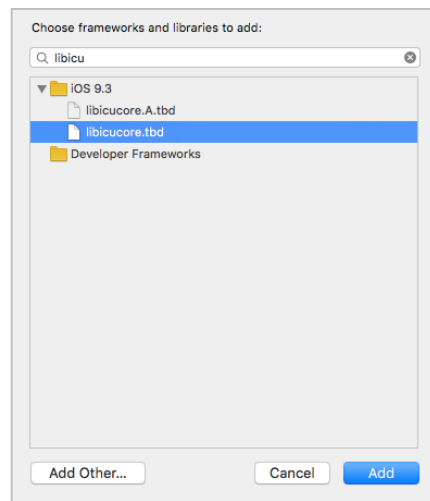 Choose frameworks and libraries to add:
libicu
iOS 9.3
libicucore.A.tbd
libicucore.tbd
Developer Frameworks
Add Other...
Cancel
Add